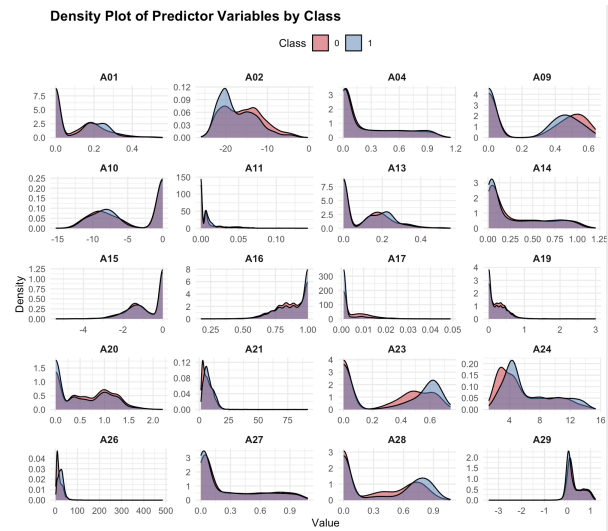 Density Plot of Predictor Variables by Class
Class 0 1
A01 A02 A04 A09
7.5 5.0 2.5 0.0
0.0 0.2 0.4
0.12 0.09 0.06 0.03 0.00
-20 -10 0
3 2 1 0
0.0 0.3 0.6 0.9 1.2
4 3 2 1 0
0.0 0.2 0.4 0.6
A10 A11 A13 A14
0.25 0.20 0.15 0.10 0.05 0.00
-15 -10 -5 0
150 100 50 0
0.00 0.05 0.10
7.5 5.0 2.5 0.0
0.0 0.2 0.4
3 2 1 0
0.00 0.25 0.50 0.75 1.00 1.25
A15 A16 A17 A19
1.25 1.00 0.75 0.50 0.25 0.00
-4 -2 0
8 6 4 2 0
0.25 0.50 0.75 1.00
300 200 100 0
0.00 0.01 0.02 0.03 0.04 0.05
4 3 2 1 0
0 1 2 3
Density
A20 A21 A23 A24
1.5 1.0 0.5 0.0
0.0 0.5 1.0 1.5 2.0
0.12 0.08 0.04 0.00
0 25 50 75
4 3 2 1 0
0.0 0.2 0.4 0.6
0.20 0.15 0.10 0.05 0.00
4 8 12 16
A26 A27 A28 A29
0.04 0.03 0.02 0.01 0.00
0 100 200 300 400 500
3 2 1 0
0.0 0.3 0.6 0.9
3 2 1 0
0.0 0.3 0.6 0.9
2.0 1.5 1.0 0.5 0.0
-3 -2 -1 0 1
Value